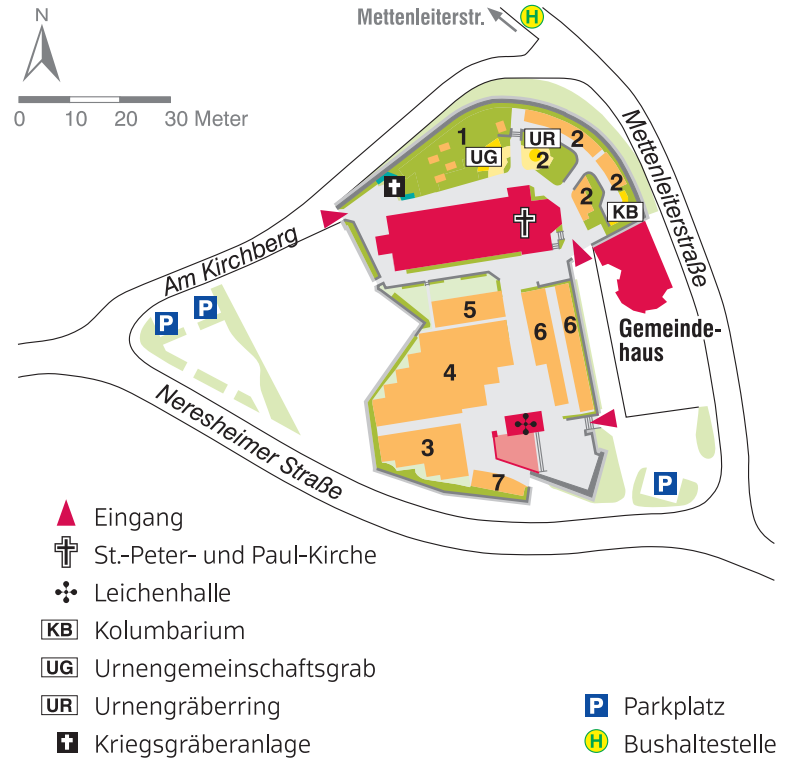 Mettenleiterstr.
H
N
0 10 20 30 Meter
Mettenleiterstraße
1
UR
2
UG
2
2
2
KB
Am Kirchberg
P
P
5
6
6
Gemeinde-
haus
4
Neresheimer Straße
3
7
P
Eingang
St.-Peter- und Paul-Kirche
Leichenhalle
KB Kolumbarium
UG Urnengemeinschaftsgrab
UR Urnengräberring
Kriegsgräberanlage
P Parkplatz
H Bushaltestelle